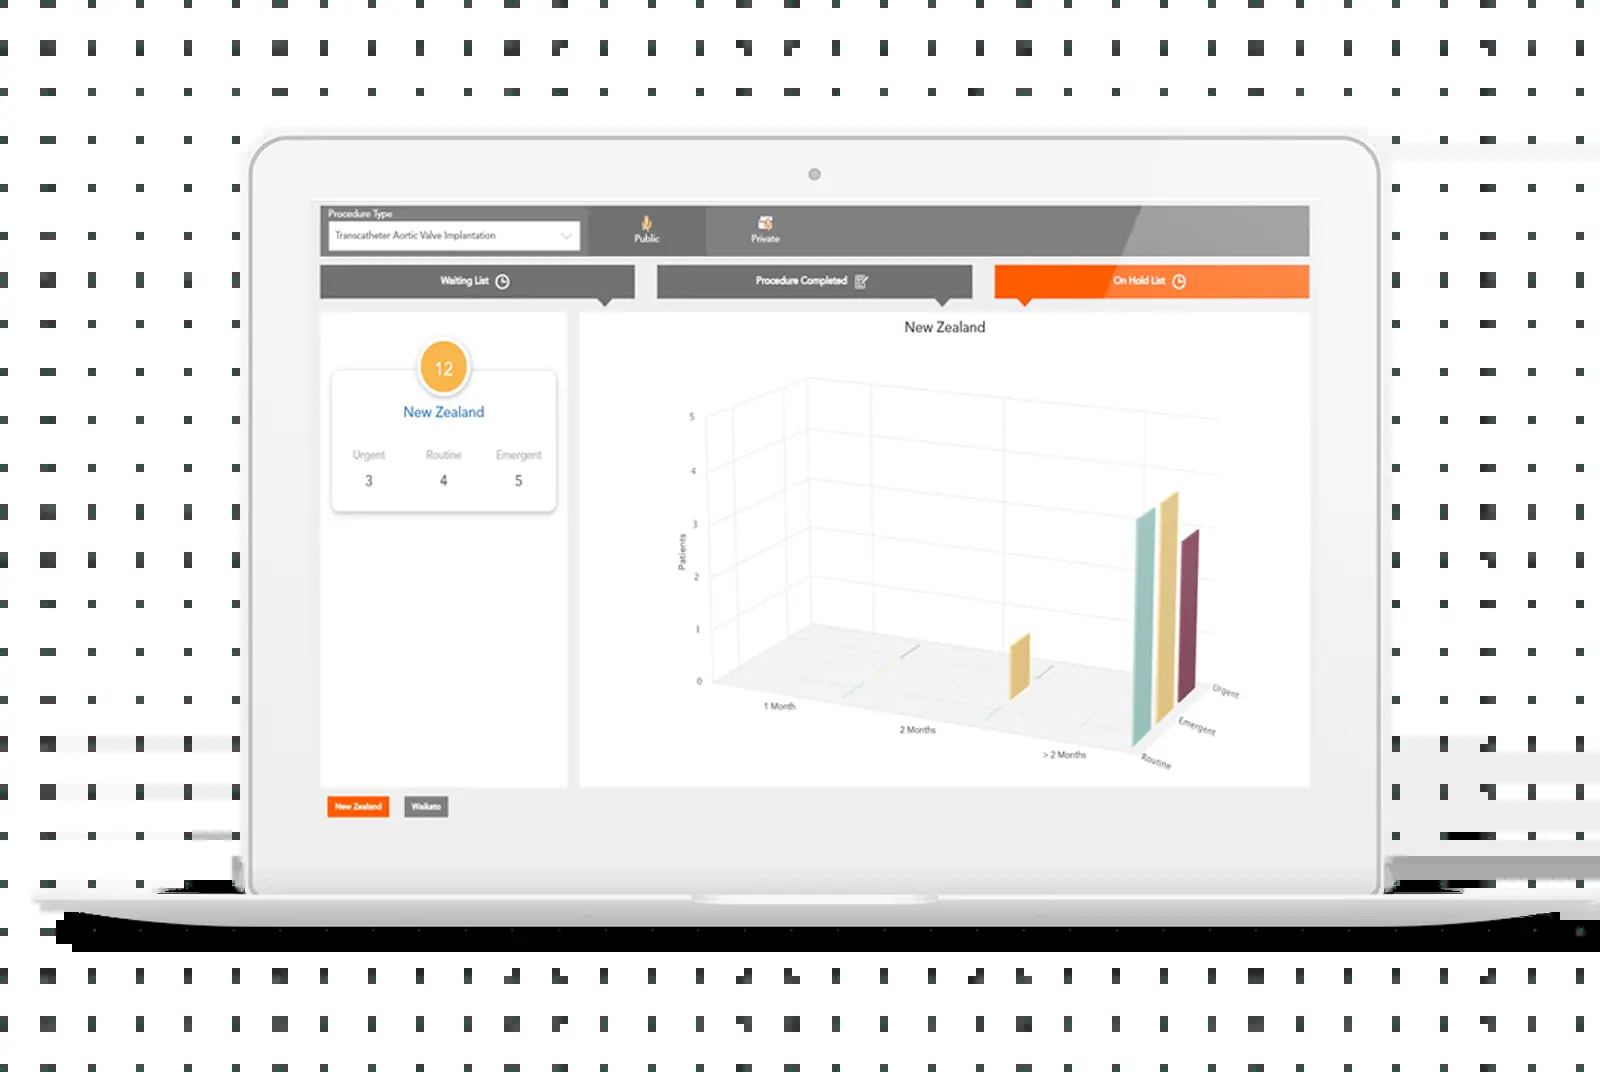 Procedure Type
Transcatheter Aortic Valve Implantation
Public
Private
Waiting List
Procedure Completed
On Hold List
12
New Zealand
Urgent Routine Emergent
3 4 5
New Zealand
5
4
3
2
1
0
Patients
1 Month
2 Months
> 2 Months
Routine
Emergent
Urgent
New Zealand
Waikato